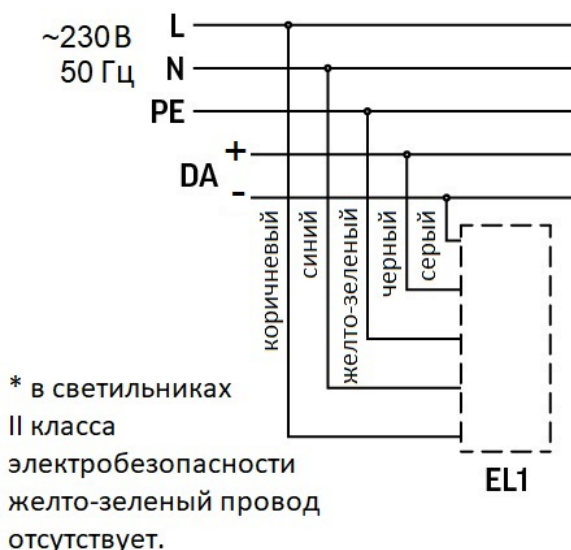 ~230В
50 Гц
L
N
PE
DA
+
-
коричневый
синий
желто-зеленый
черный
серый
EL1
* в светильниках
II класса
электробезопасности
желто-зеленый провод
отсутствует.